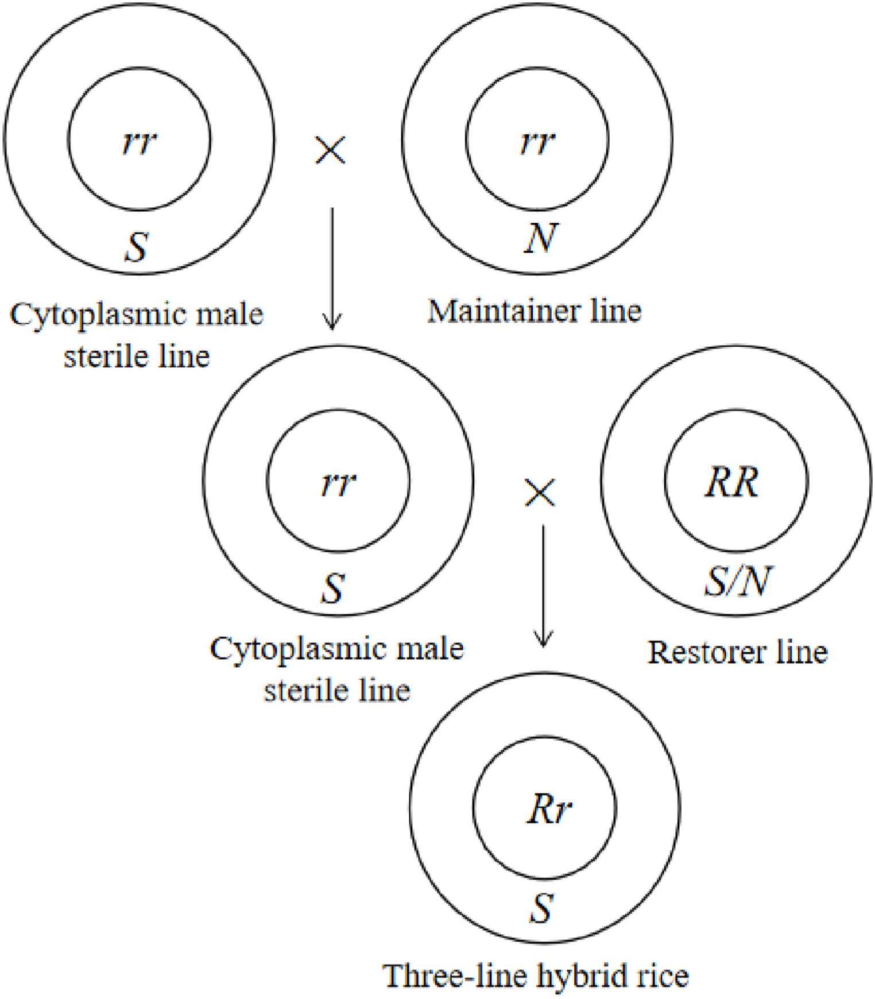 rr
rr
S
N
Cytoplasmic male
sterile line
Maintainer line
rr
RR
S
S/N
Cytoplasmic male
sterile line
Restorer line
Rr
S
Three-line hybrid rice